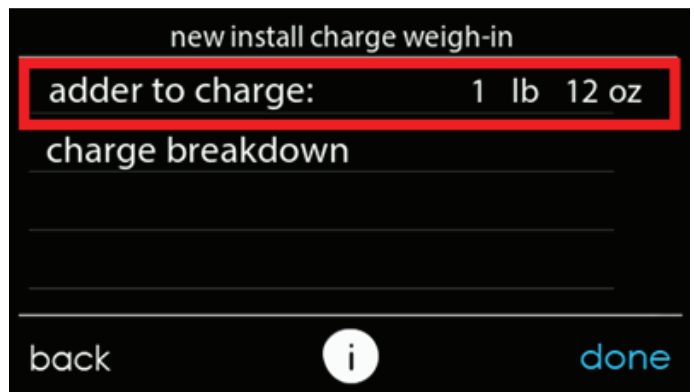 new install charge weigh-in
adder to charge: 1 lb 12 oz
charge breakdown
back i done